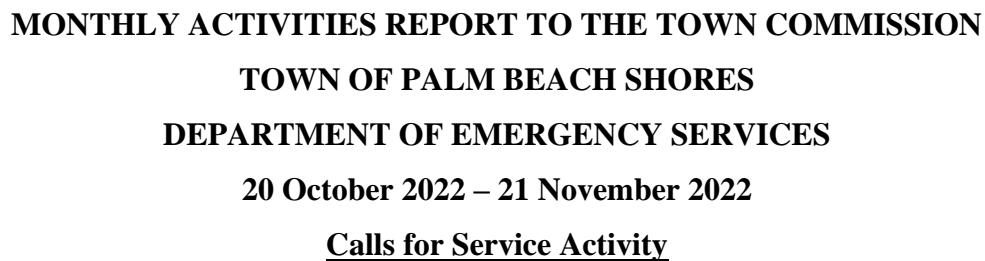 MONTHLY ACTIVITIES REPORT TO THE TOWN COMMISSION
TOWN OF PALM BEACH SHORES
DEPARTMENT OF EMERGENCY SERVICES
20 October 2022 – 21 November 2022
Calls for Service Activity